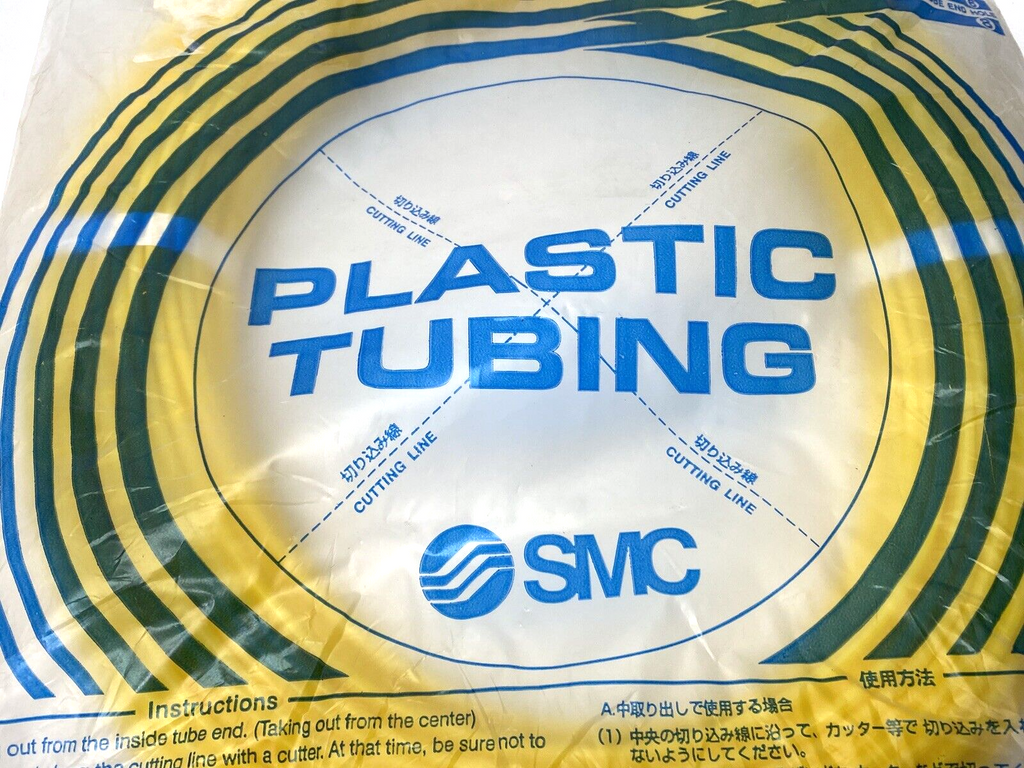 END HOLE
切り込み線
CUTTING LINE
切り込み線
CUTTING LINE
PLASTIC
TUBING
切り込み線
CUTTING LINE
切り込み線
CUTTING LINE
SMC
Instructions
out from the inside tube end. (Taking out from the center)
cutting line with a cutter. At that time, be sure not to
使用方法
A.中取り出しで使用する場合
(1) 中央の切り込み線に沿って、カッター等で切り込みを入
ないようにしてください。